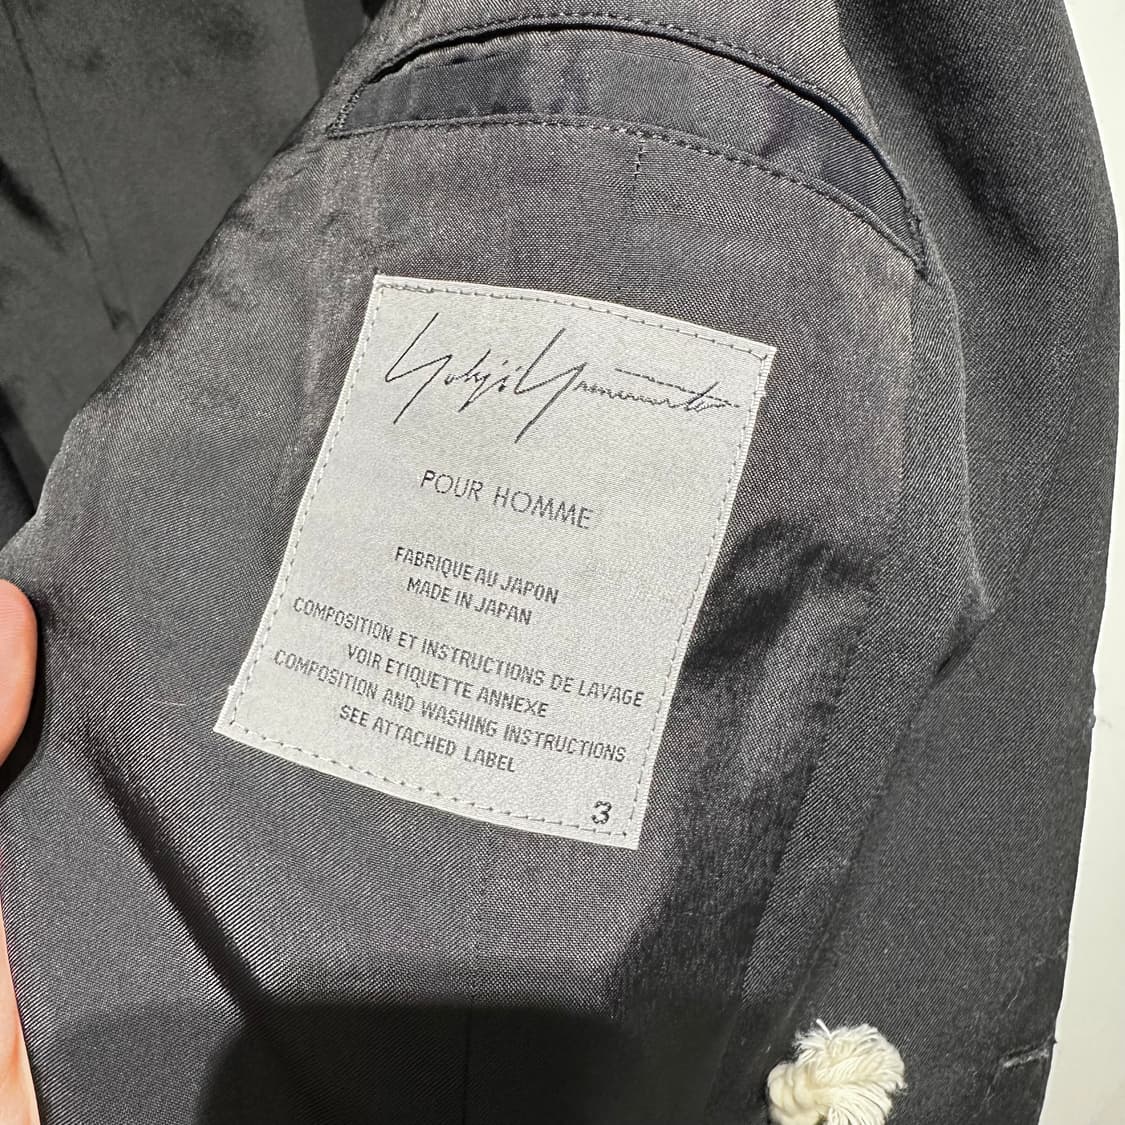 Yohji Yamamoto
POUR HOMME
FABRIQUE AU JAPON
MADE IN JAPAN
COMPOSITION ET INSTRUCTIONS DE LAVAGE
VOIR ETIQUETTE ANNEXE
COMPOSITION AND WASHING INSTRUCTIONS
SEE ATTACHED LABEL
3